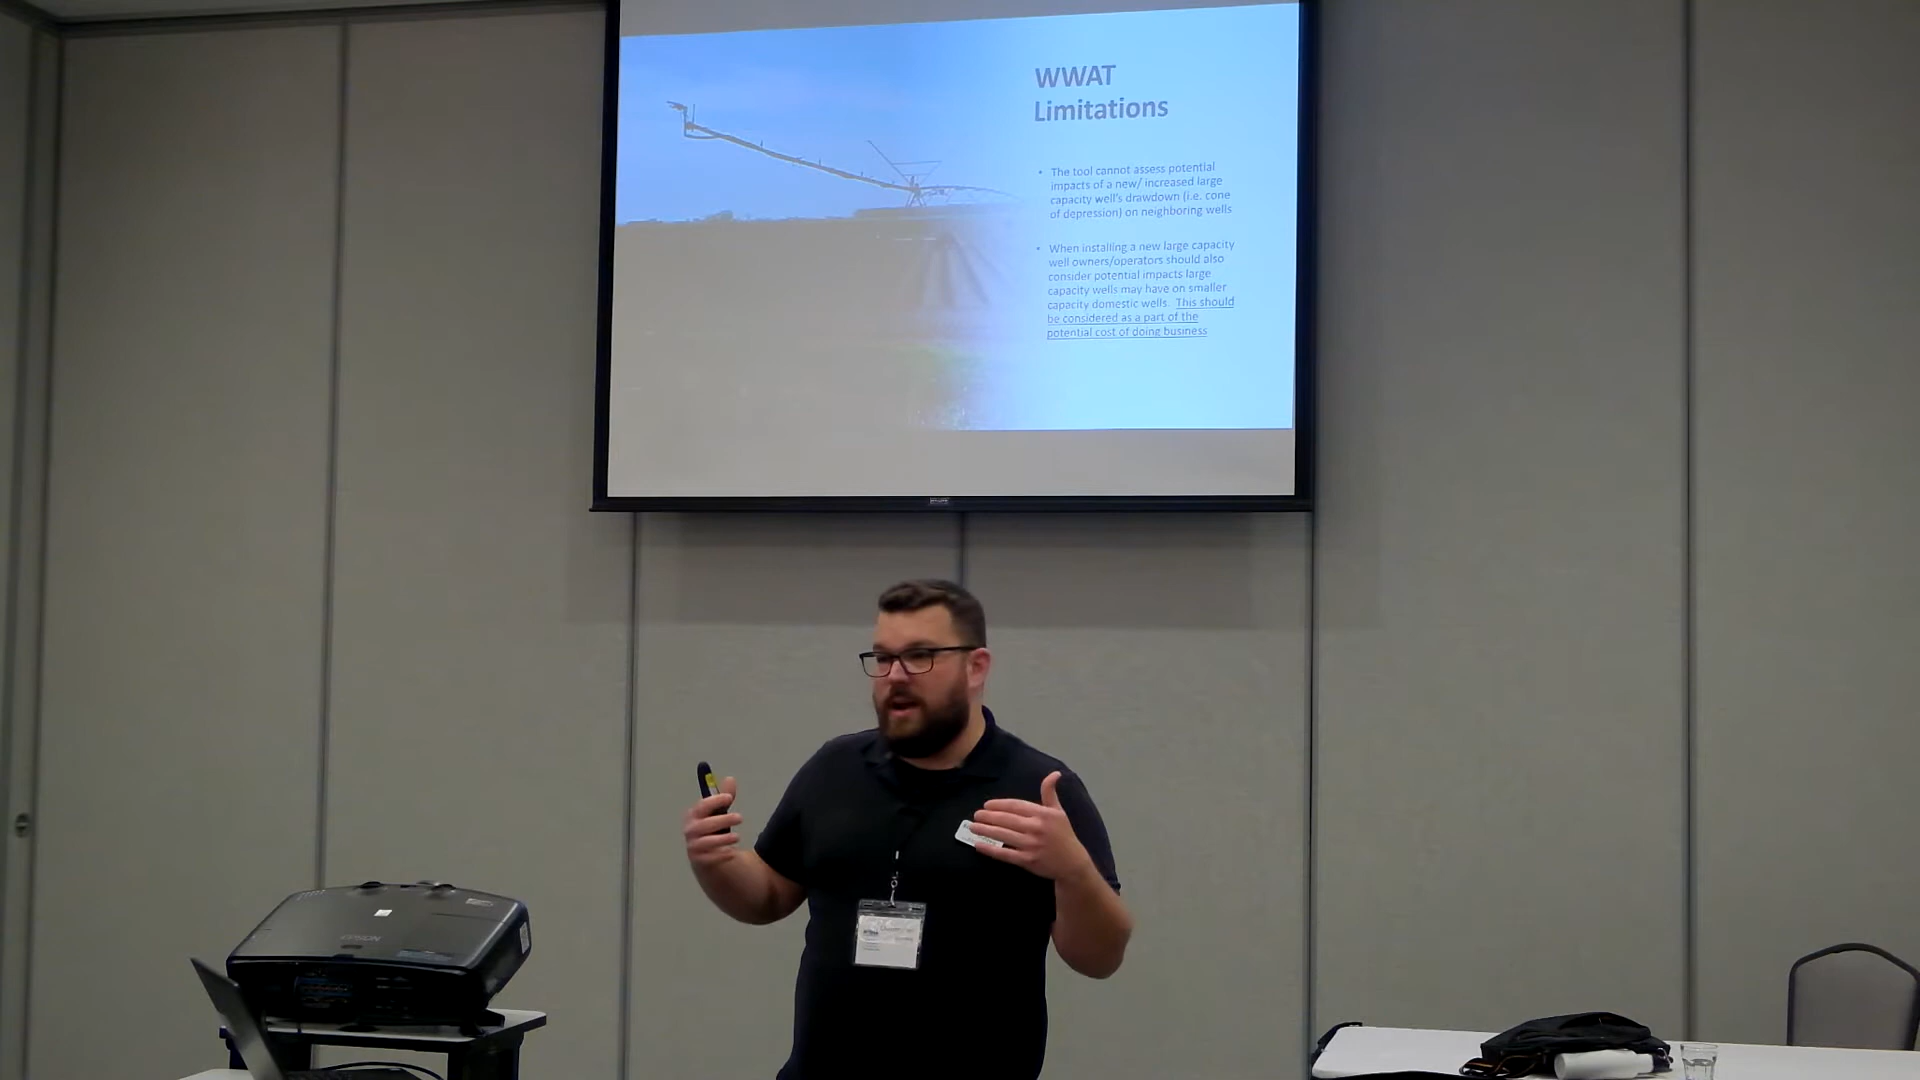 WWAT
Limitations
• The tool cannot assess potential
impacts of a new/ increased large
capacity well's drawdown (i.e. cone
of depression) on neighboring wells
• When installing a new large capacity
well owners/operators should also
consider potential impacts large
capacity wells may have on smaller
capacity domestic wells. This should
be considered as a part of the
potential cost of doing business
EPSON